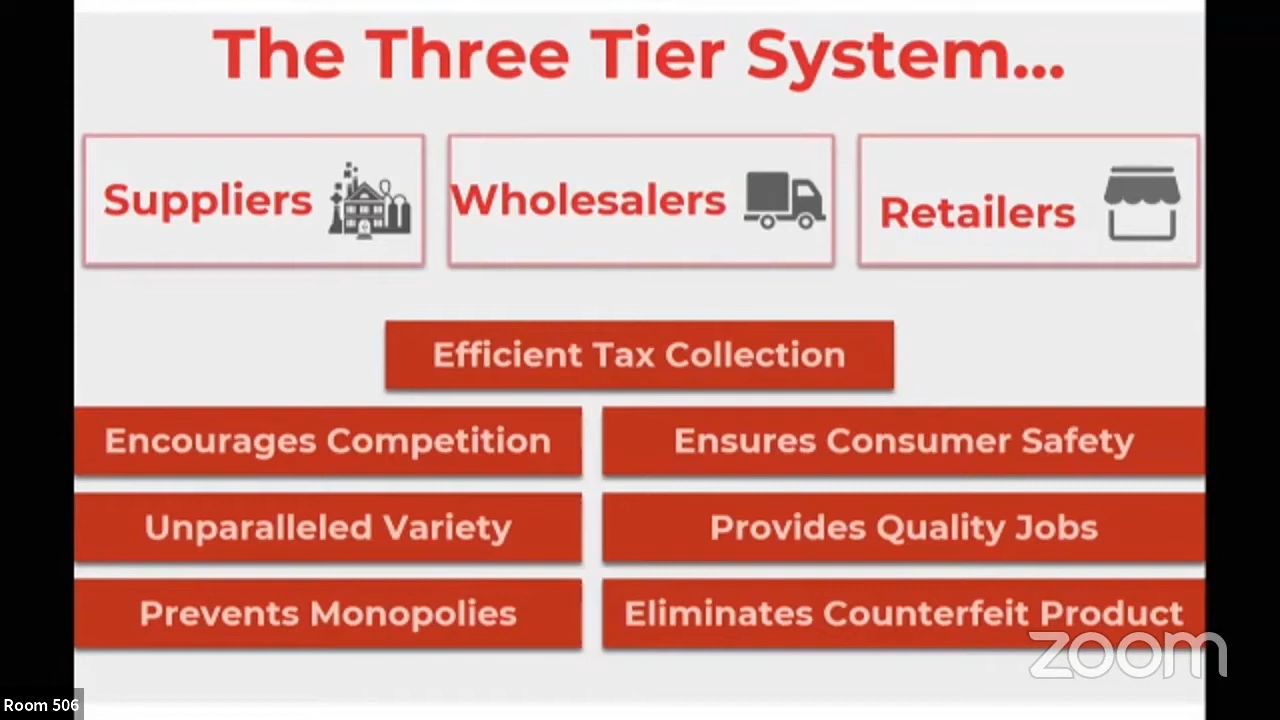 The Three Tier System...
Suppliers
Wholesalers
Retailers
Efficient Tax Collection
Encourages Competition
Ensures Consumer Safety
Unparalleled Variety
Provides Quality Jobs
Prevents Monopolies
Eliminates Counterfeit Product
zoom
Room 506